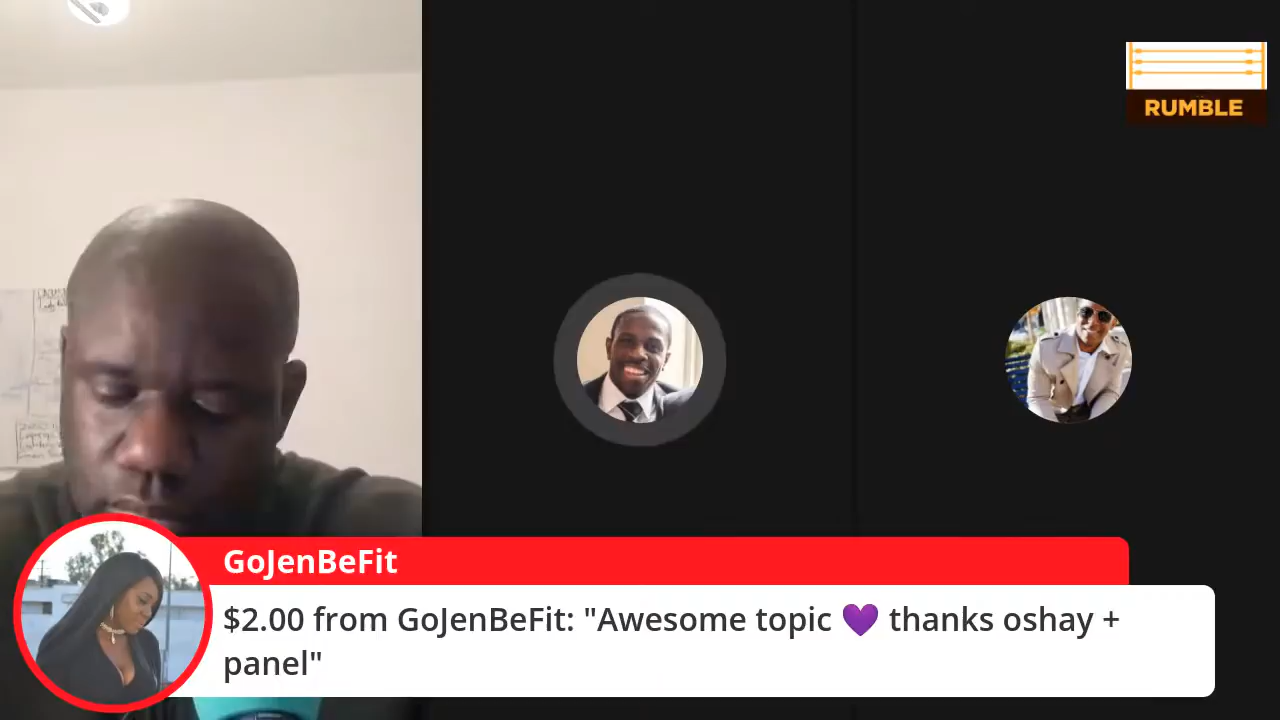 RUMBLE
GoJenBeFit
$2.00 from GoJenBeFit: "Awesome topic 💜 thanks oshay +
panel"